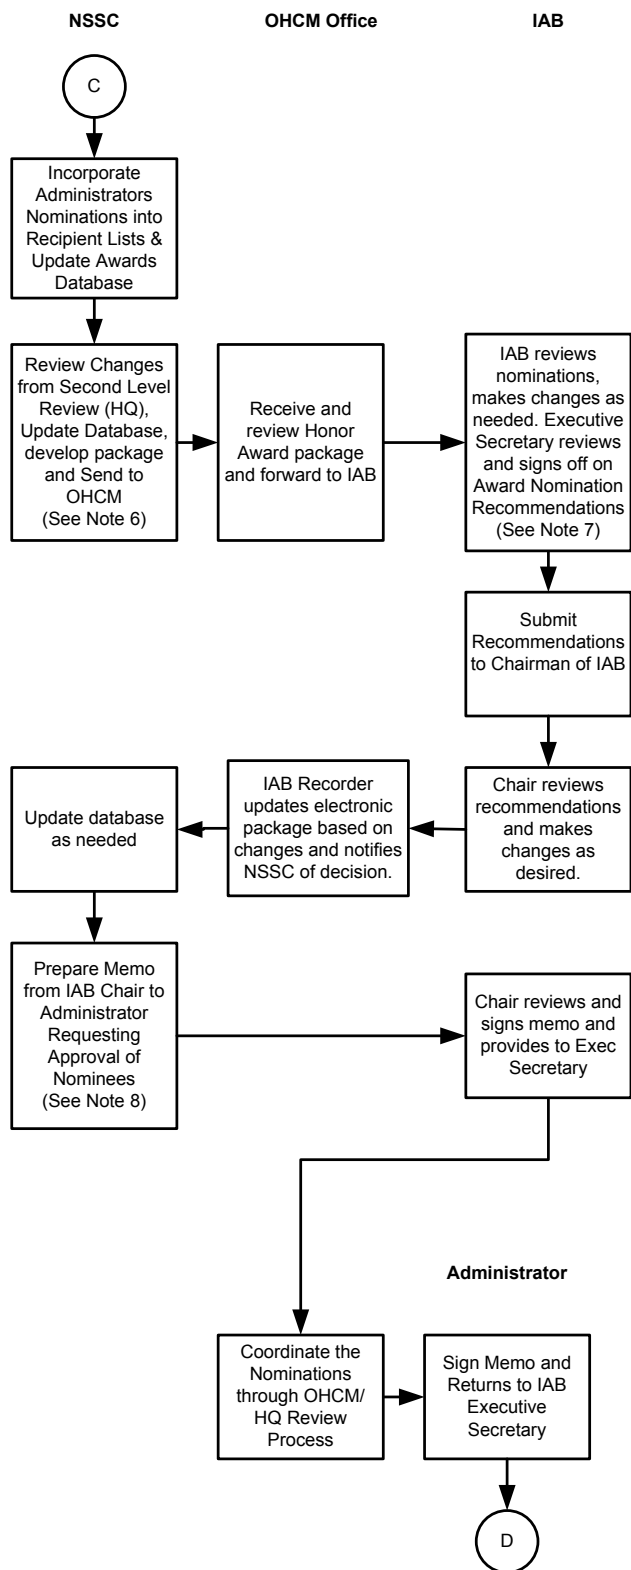 NSSC
OHCM Office
IAB
C
Incorporate
Administrators
Nominations into
Recipient Lists &
Update Awards
Database
Review Changes
from Second Level
Review (HQ),
Update Database,
develop package
and Send to
OHCM
(See Note 6)
Receive and
review Honor
Award package
and forward to IAB
IAB reviews
nominations,
makes changes as
needed. Executive
Secretary reviews
and signs off on
Award Nomination
Recommendations
(See Note 7)
Submit
Recommendations
to Chairman of IAB
Chair reviews
recommendations
and makes
changes as
desired.
IAB Recorder
updates electronic
package based on
changes and notifies
NSSC of decision.
Update database
as needed
Prepare Memo
from IAB Chair to
Administrator
Requesting
Approval of
Nominees
(See Note 8)
Chair reviews and
signs memo and
provides to Exec
Secretary
Administrator
Coordinate the
Nominations
through OHCM/
HQ Review
Process
Sign Memo and
Returns to IAB
Executive
Secretary
D